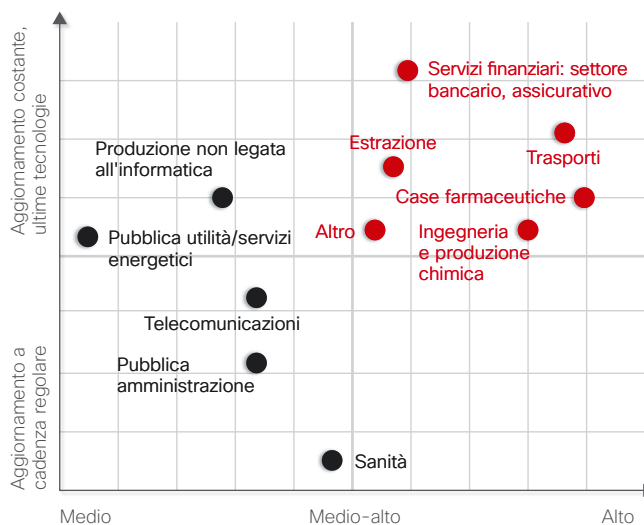 Aggiornamento costante,
ultime tecnologie
Servizi finanziari: settore
bancario, assicurativo
Estrazione
Trasporti
Produzione non legata
all'informatica
Case farmaceutiche
Altro
Ingegneria
e produzione
chimica
Pubblica utilità/servizi
energetici
Telecomunicazioni
Pubblica
amministrazione
Aggiornamento a
cadenza regolare
Sanità
Medio
Medio-alto
Alto